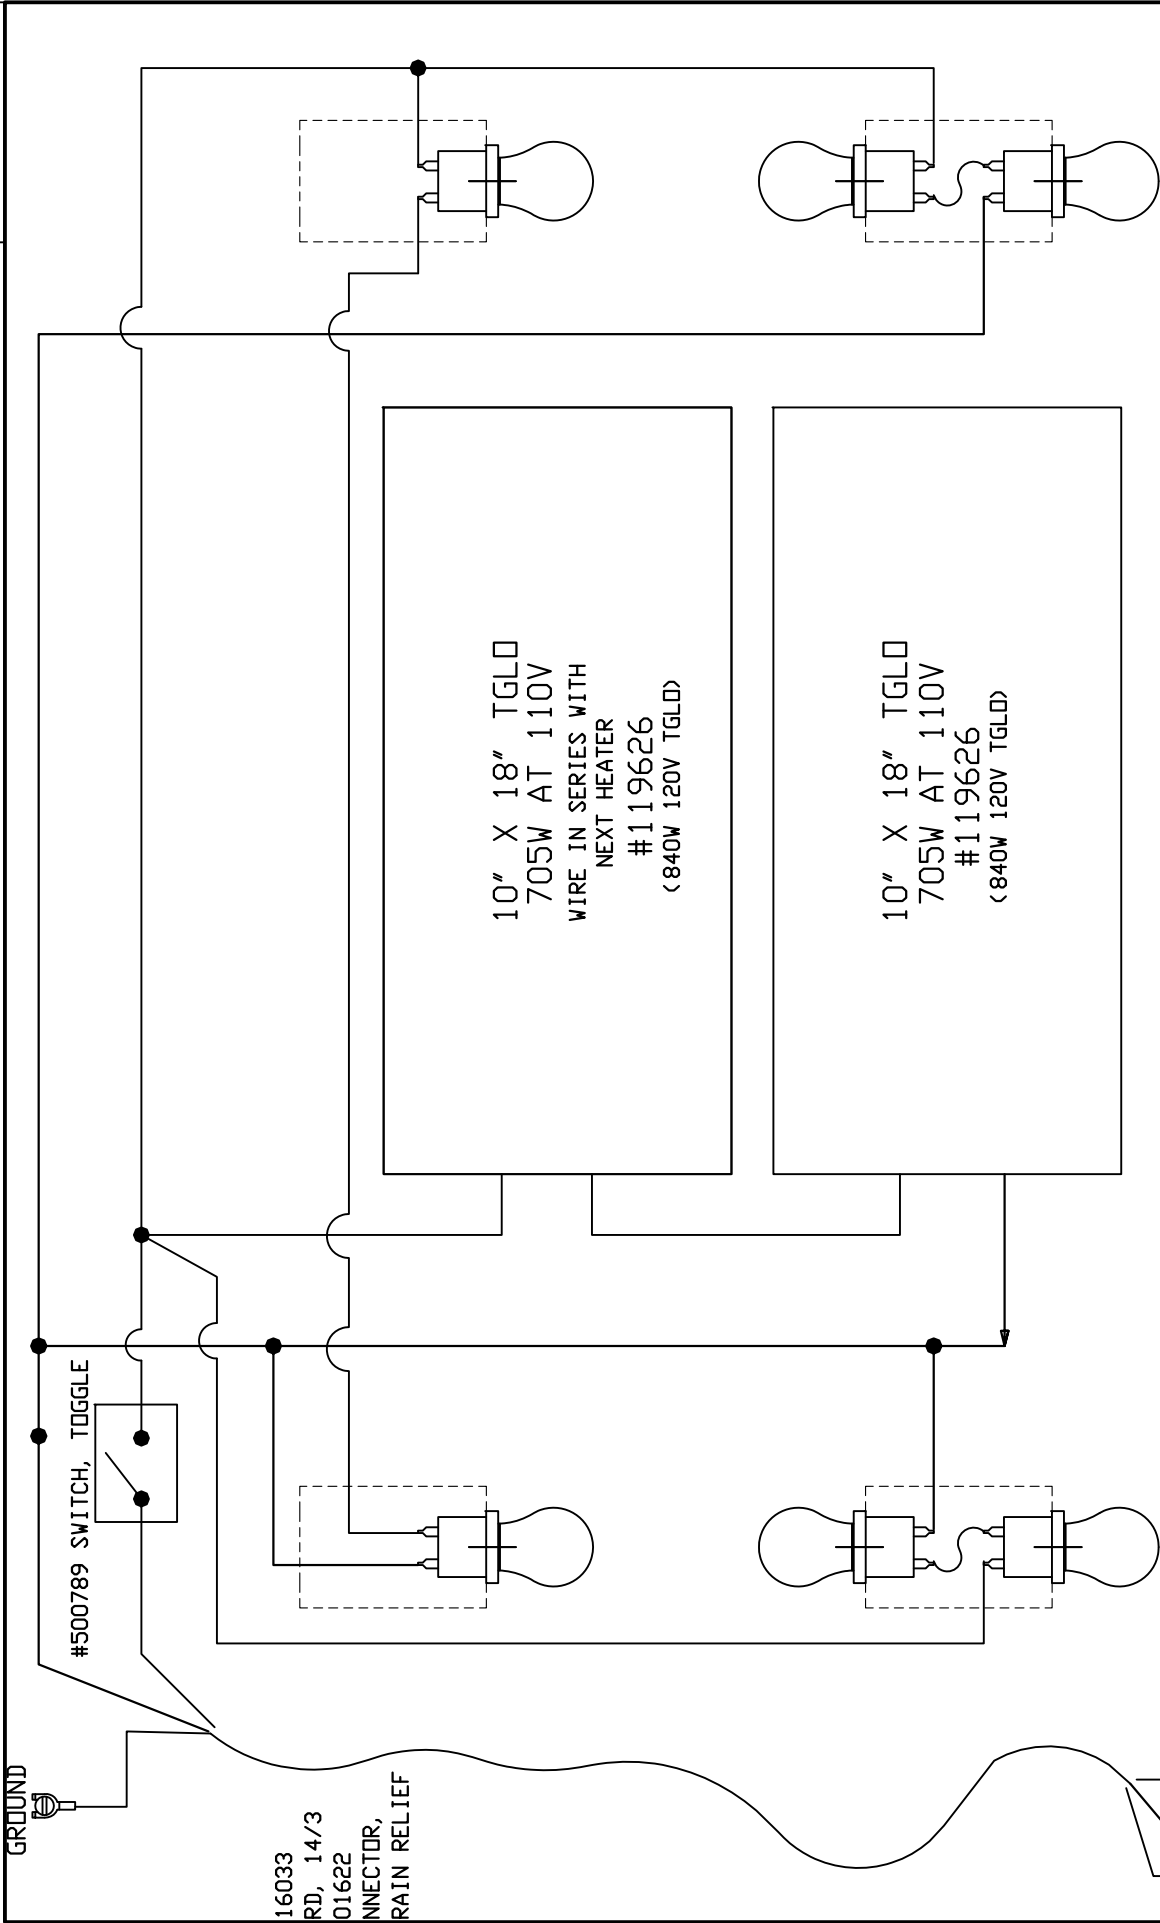 10" X 18" TGLO
705W AT 110V
WIRE IN SERIES WITH
NEXT HEATER
#119626
(840W 120V TGLO)
10" X 18" TGLO
705W AT 110V
#119626
(840W 120V TGLO)
#500789 SWITCH, TOGGLE
GROUND
16033
RD, 14/3
01622
NNECTOR,
RAIN RELIEF